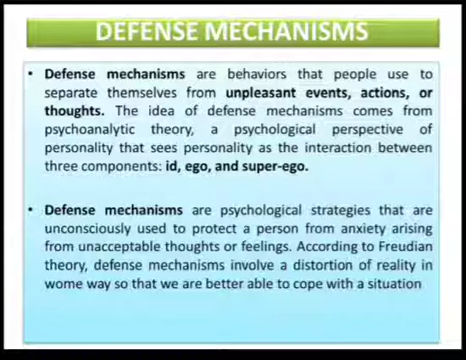 DEFENSE MECHANISMS
• Defense mechanisms are behaviors that people use to
separate themselves from unpleasant events, actions, or
thoughts. The idea of defense mechanisms comes from
psychoanalytic theory, a psychological perspective of
personality that sees personality as the interaction between
three components: id, ego, and super-ego.
• Defense mechanisms are psychological strategies that are
unconsciously used to protect a person from anxiety arising
from unacceptable thoughts or feelings. According to Freudian
theory, defense mechanisms involve a distortion of reality in
wome way so that we are better able to cope with a situation